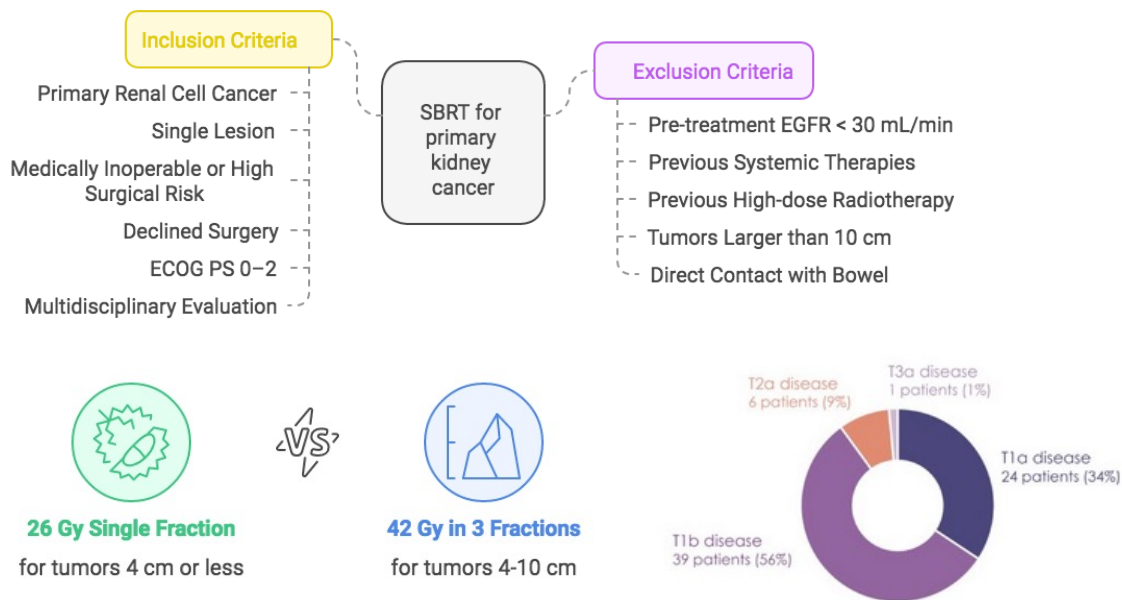 Inclusion Criteria
Primary Renal Cell Cancer
Single Lesion
Medically Inoperable or High
Surgical Risk
Declined Surgery
ECOG PS 0–2
Multidisciplinary Evaluation
SBRT for
primary
kidney
cancer
Exclusion Criteria
Pre-treatment EGFR < 30 mL/min
Previous Systemic Therapies
Previous High-dose Radiotherapy
Tumors Larger than 10 cm
Direct Contact with Bowel
26 Gy Single Fraction
for tumors 4 cm or less
VS
42 Gy in 3 Fractions
for tumors 4-10 cm
T3a disease
1 patients (1%)
T2a disease
6 patients (9%)
T1a disease
24 patients (34%)
T1b disease
39 patients (56%)